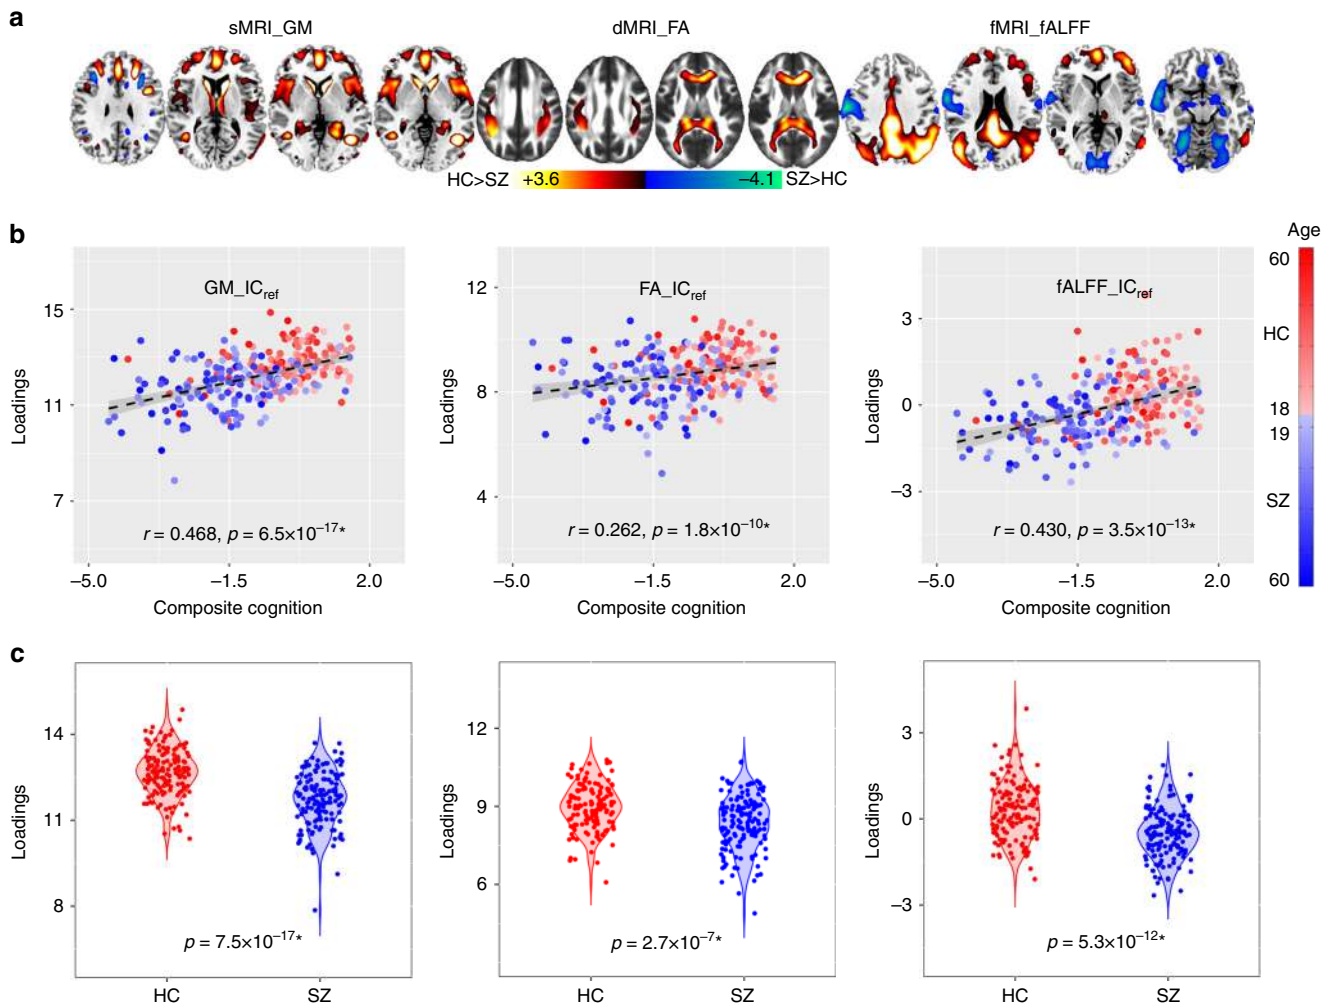 a
sMRI_GM
dMRI_FA
fMRI_fALFF
HC>SZ +3.6 −4.1 SZ>HC
b
Age
GM_ICref
FA_ICref
fALFF_ICref
60
HC
18
19
SZ
60
Loadings
15
11
7
r = 0.468, p = 6.5×10−17*
−5.0 −1.5 2.0
Composite cognition
Loadings
12
8
4
r = 0.262, p = 1.8×10−10*
−5.0 −1.5 2.0
Composite cognition
Loadings
3
0
−3
r = 0.430, p = 3.5×10−13*
−5.0 −1.5 2.0
Composite cognition
c
Loadings
14
11
8
p = 7.5×10−17*
HC SZ
Loadings
12
9
6
p = 2.7×10−7*
HC SZ
Loadings
3
0
−3
p = 5.3×10−12*
HC SZ